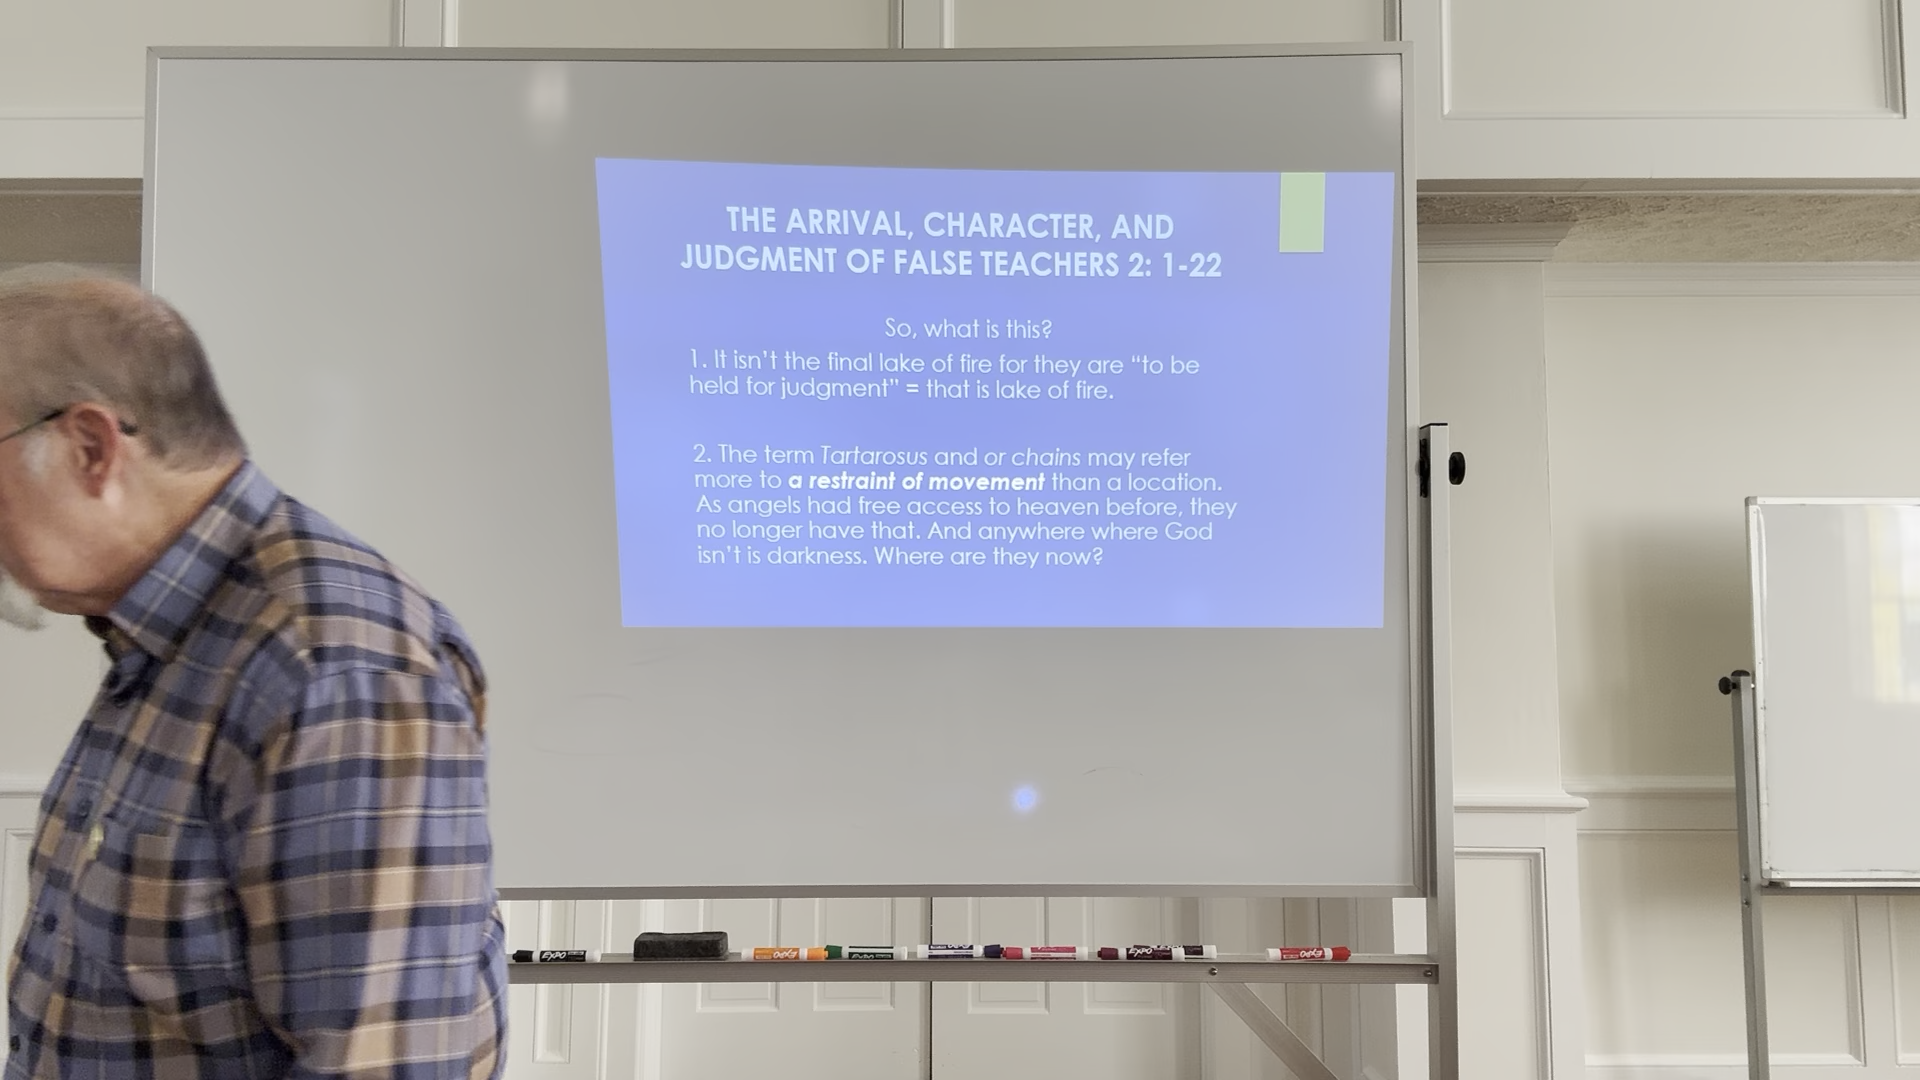 THE ARRIVAL, CHARACTER, AND
JUDGMENT OF FALSE TEACHERS 2: 1-22
So, what is this?
1. It isn't the final lake of fire for they are “to be
held for judgment” = that is lake of fire.
2. The term Tartarosus and or chains may refer
more to a restraint of movement than a location.
As angels had free access to heaven before, they
no longer have that. And anywhere where God
isn't is darkness. Where are they now?
EXPO
EXPO
EXPO
EXPO
EXPO